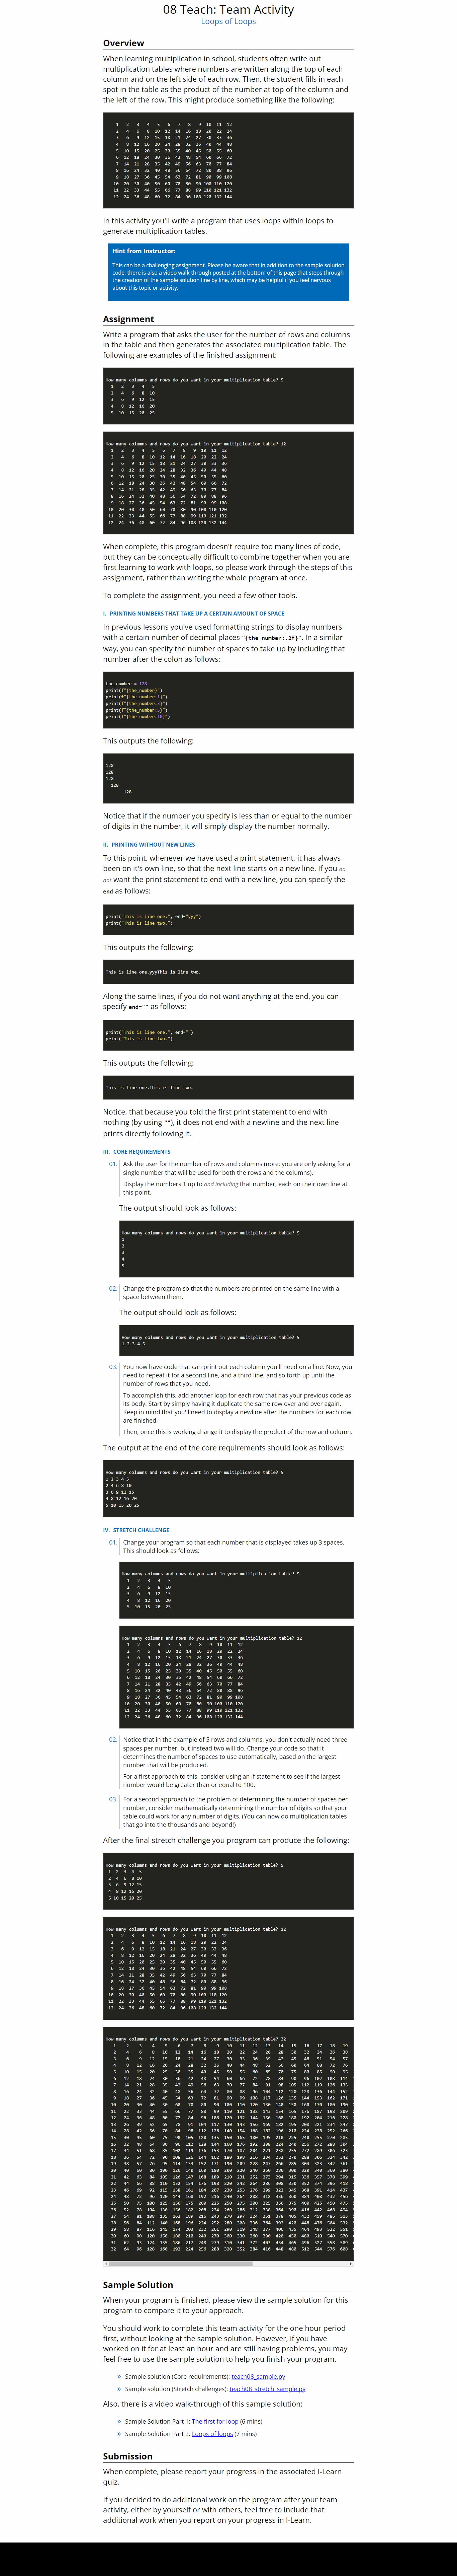 08 Teach: Team Activity
Loops of Loops
Overview
When learning multiplication in school, students often write out
multiplication tables where numbers are written along the top of each
column and on the left side of each row. Then, the student fills in each
spot in the table as the product of the number at top of the column and
the left of the row. This might produce something like the following:
1 2 3 4 5 6 7 8 9 10 11 12
2 4 6 8 10 12 14 16 18 20 22 24
3 6 9 12 15 18 21 24 27 30 33 36
4 8 12 16 20 24 28 32 36 40 44 48
5 10 15 20 25 30 35 40 45 50 55 60
6 12 18 24 30 36 42 48 54 60 66 72
7 14 21 28 35 42 49 56 63 70 77 84
8 16 24 32 40 48 56 64 72 80 88 96
9 18 27 36 45 54 63 72 81 90 99 108
10 20 30 40 50 60 70 80 90 100 110 120
11 22 33 44 55 66 77 88 99 110 121 132
12 24 36 48 60 72 84 96 108 120 132 144
In this activity you'll write a program that uses loops within loops to
generate multiplication tables.
Hint from Instructor:
This can be a challenging assignment. Please be aware that in addition to the sample solution
code, there is also a video walk-through posted at the bottom of this page that steps through
the creation of the sample solution line by line, which may be helpful if you feel nervous
about this topic or activity.
Assignment
Write a program that asks the user for the number of rows and columns
in the table and then generates the associated multiplication table. The
following are examples of the finished assignment:
How many columns and rows do you want in your multiplication table? 5
1 2 3 4 5
2 4 6 8 10
3 6 9 12 15
4 8 12 16 20
5 10 15 20 25
How many columns and rows do you want in your multiplication table? 12
1 2 3 4 5 6 7 8 9 10 11 12
2 4 6 8 10 12 14 16 18 20 22 24
3 6 9 12 15 18 21 24 27 30 33 36
4 8 12 16 20 24 28 32 36 40 44 48
5 10 15 20 25 30 35 40 45 50 55 60
6 12 18 24 30 36 42 48 54 60 66 72
7 14 21 28 35 42 49 56 63 70 77 84
8 16 24 32 40 48 56 64 72 80 88 96
9 18 27 36 45 54 63 72 81 90 99 108
10 20 30 40 50 60 70 80 90 100 110 120
11 22 33 44 55 66 77 88 99 110 121 132
12 24 36 48 60 72 84 96 108 120 132 144
When complete, this program doesn't require too many lines of code,
but they can be conceptually difficult to combine together when you are
first learning to work with loops, so please work through the steps of this
assignment, rather than writing the whole program at once.
To complete the assignment, you need a few other tools.
I. PRINTING NUMBERS THAT TAKE UP A CERTAIN AMOUNT OF SPACE
In previous lessons you've used formatting strings to display numbers
with a certain number of decimal places "{the_number:.2f}". In a similar
way, you can specify the number of spaces to take up by including that
number after the colon as follows:
the_number = 128
print(f"{the_number}")
print(f"{the_number:1}")
print(f"{the_number:3}")
print(f"{the_number:5}")
print(f"{the_number:10}")
This outputs the following:
128
128
128
128
128
Notice that if the number you specify is less than or equal to the number
of digits in the number, it will simply display the number normally.
II. PRINTING WITHOUT NEW LINES
To this point, whenever we have used a print statement, it has always
been on it's own line, so that the next line starts on a new line. If you do
not want the print statement to end with a new line, you can specify the
end as follows:
print("This is line one.", end="yyy")
print("This is line two.")
This outputs the following:
This is line one.yyyThis is line two.
Along the same lines, if you do not want anything at the end, you can
specify end="" as follows:
print("This is line one.", end="")
print("This is line two.")
This outputs the following:
This is line one.This is line two.
Notice, that because you told the first print statement to end with
nothing (by using ""), it does not end with a newline and the next line
prints directly following it.
III. CORE REQUIREMENTS
01. Ask the user for the number of rows and columns (note: you are only asking for a
single number that will be used for both the rows and the columns).
Display the numbers 1 up to and including that number, each on their own line at
this point.
The output should look as follows:
How many columns and rows do you want in your multiplication table? 5
1
2
3
4
5
02. Change the program so that the numbers are printed on the same line with a
space between them.
The output should look as follows:
How many columns and rows do you want in your multiplication table? 5
1 2 3 4 5
03. You now have code that can print out each column you'll need on a line. Now, you
need to repeat it for a second line, and a third line, and so forth up until the
number of rows that you need.
To accomplish this, add another loop for each row that has your previous code as
its body. Start by simply having it duplicate the same row over and over again.
Keep in mind that you'll need to display a newline after the numbers for each row
are finished.
Then, once this is working change it to display the product of the row and column.
The output at the end of the core requirements should look as follows:
How many columns and rows do you want in your multiplication table? 5
1 2 3 4 5
2 4 6 8 10
3 6 9 12 15
4 8 12 16 20
5 10 15 20 25
IV. STRETCH CHALLENGE
01. Change your program so that each number that is displayed takes up 3 spaces.
This should look as follows:
How many columns and rows do you want in your multiplication table? 5
1 2 3 4 5
2 4 6 8 10
3 6 9 12 15
4 8 12 16 20
5 10 15 20 25
How many columns and rows do you want in your multiplication table? 12
1 2 3 4 5 6 7 8 9 10 11 12
2 4 6 8 10 12 14 16 18 20 22 24
3 6 9 12 15 18 21 24 27 30 33 36
4 8 12 16 20 24 28 32 36 40 44 48
5 10 15 20 25 30 35 40 45 50 55 60
6 12 18 24 30 36 42 48 54 60 66 72
7 14 21 28 35 42 49 56 63 70 77 84
8 16 24 32 40 48 56 64 72 80 88 96
9 18 27 36 45 54 63 72 81 90 99 108
10 20 30 40 50 60 70 80 90 100 110 120
11 22 33 44 55 66 77 88 99 110 121 132
12 24 36 48 60 72 84 96 108 120 132 144
02. Notice that in the example of 5 rows and columns, you don't actually need three
spaces per number, but instead two will do. Change your code so that it
determines the number of spaces to use automatically, based on the largest
number that will be produced.
For a first approach to this, consider using an if statement to see if the largest
number would be greater than or equal to 100.
03. For a second approach to the problem of determining the number of spaces per
number, consider mathematically determining the number of digits so that your
table could work for any number of digits. (You can now do multiplication tables
that go into the thousands and beyond!)
After the final stretch challenge you program can produce the following:
How many columns and rows do you want in your multiplication table? 5
1 2 3 4 5
2 4 6 8 10
3 6 9 12 15
4 8 12 16 20
5 10 15 20 25
How many columns and rows do you want in your multiplication table? 12
1 2 3 4 5 6 7 8 9 10 11 12
2 4 6 8 10 12 14 16 18 20 22 24
3 6 9 12 15 18 21 24 27 30 33 36
4 8 12 16 20 24 28 32 36 40 44 48
5 10 15 20 25 30 35 40 45 50 55 60
6 12 18 24 30 36 42 48 54 60 66 72
7 14 21 28 35 42 49 56 63 70 77 84
8 16 24 32 40 48 56 64 72 80 88 96
9 18 27 36 45 54 63 72 81 90 99 108
10 20 30 40 50 60 70 80 90 100 110 120
11 22 33 44 55 66 77 88 99 110 121 132
12 24 36 48 60 72 84 96 108 120 132 144
How many columns and rows do you want in your multiplication table? 32
1 2 3 4 5 6 7 8 9 10 11 12 13 14 15 16 17 18 19
2 4 6 8 10 12 14 16 18 20 22 24 26 28 30 32 34 36 38
Sample Solution
When your program is finished, please view the sample solution for this
program to compare it to your approach.
You should work to complete this team activity for the one hour period
first, without looking at the sample solution. However, if you have
worked on it for at least an hour and are still having problems, you may
feel free to use the sample solution to help you finish your program.
» Sample solution (Core requirements): teach08_sample.py
» Sample solution (Stretch challenges): teach08_stretch_sample.py
Also, there is a video walk-through of this sample solution:
» Sample Solution Part 1: The first for loop (6 mins)
» Sample Solution Part 2: Loops of loops (7 mins)
Submission
When complete, please report your progress in the associated I-Learn
quiz.
If you decided to do additional work on the program after your team
activity, either by yourself or with others, feel free to include that
additional work when you report on your progress in I-Learn.